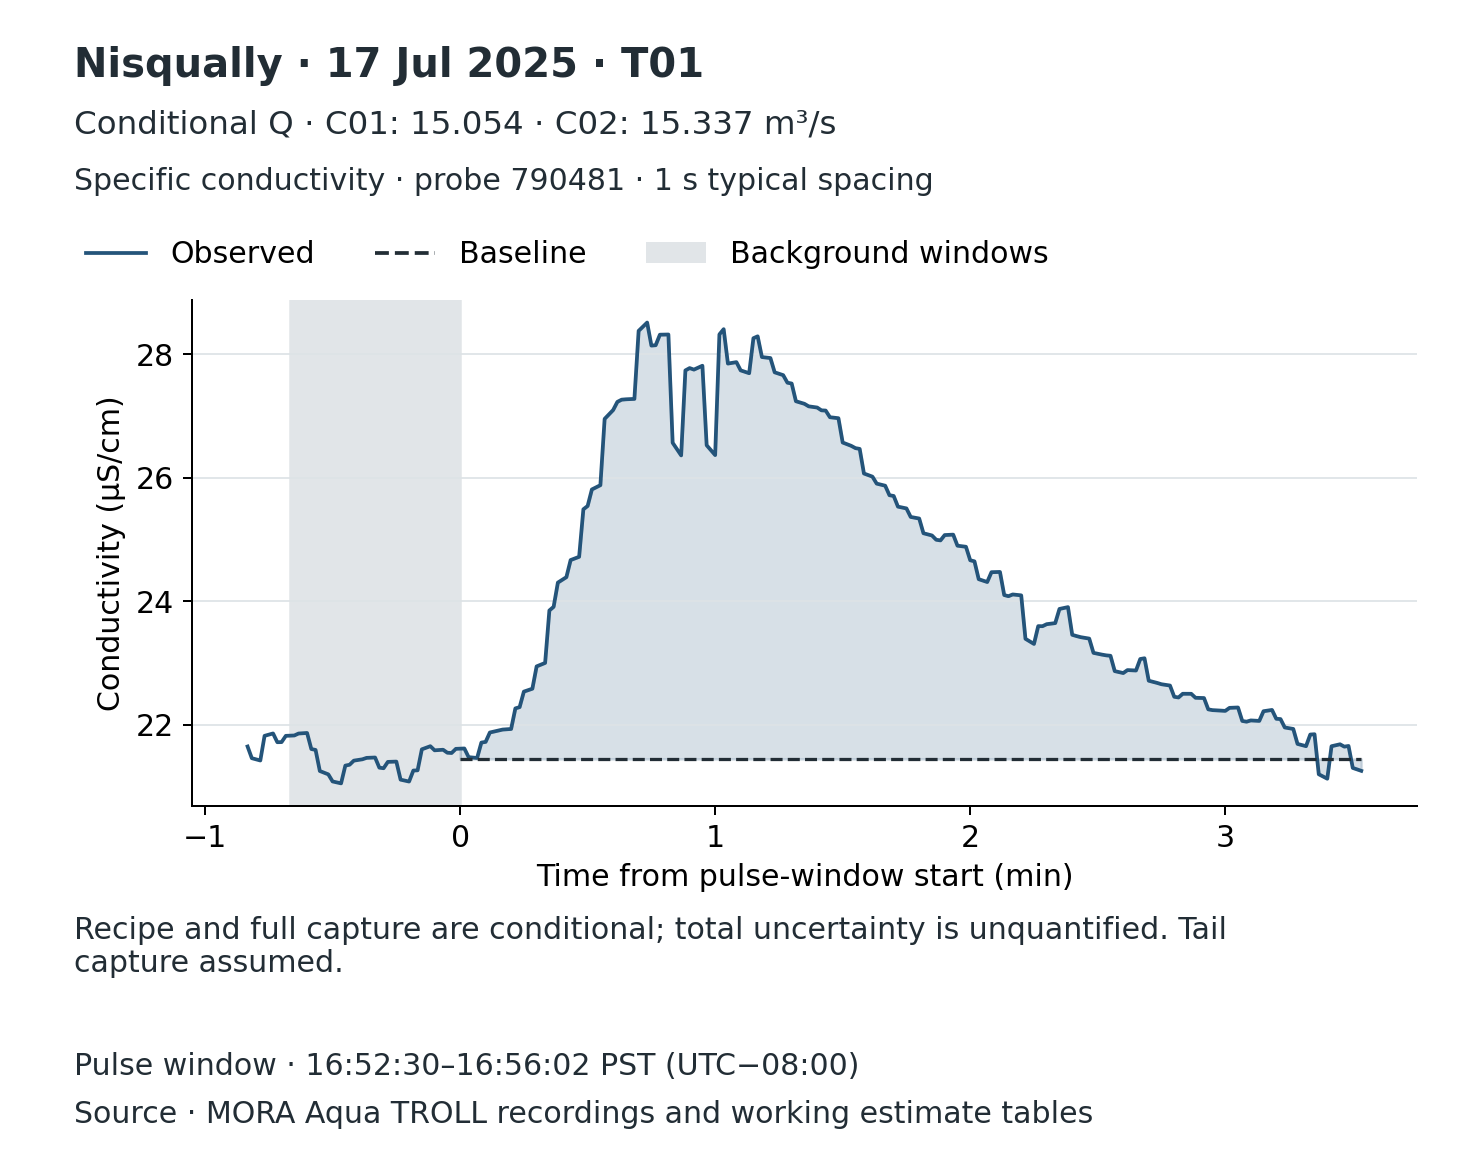 Nisqually · 17 Jul 2025 · T01
Conditional Q · C01: 15.054 · C02: 15.337 m³/s
Specific conductivity · probe 790481 · 1 s typical spacing
Observed Baseline Background windows
28
26
24
22
Conductivity (µS/cm)
−1 0 1 2 3
Time from pulse-window start (min)
Recipe and full capture are conditional; total uncertainty is unquantified. Tail
capture assumed.
Pulse window · 16:52:30–16:56:02 PST (UTC−08:00)
Source · MORA Aqua TROLL recordings and working estimate tables